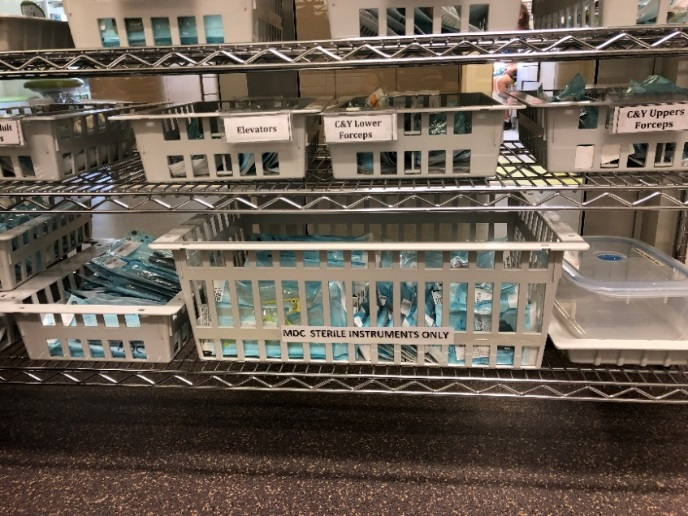 Elevators
C&Y Lower
Forceps
C&Y Uppers
Forceps
MDC STERILE INSTRUMENTS ONLY